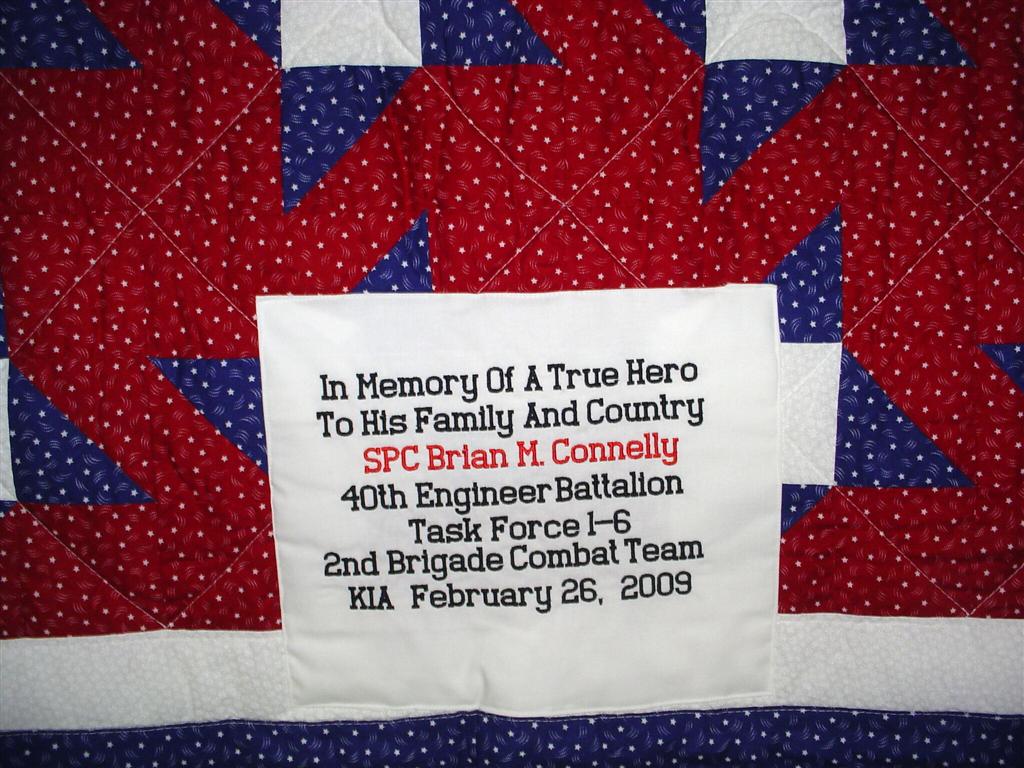 In Memory Of A True Hero
To His Family And Country
SPC Brian M. Connelly
40th Engineer Battalion
Task Force 1-6
2nd Brigade Combat Team
KIA February 26, 2009